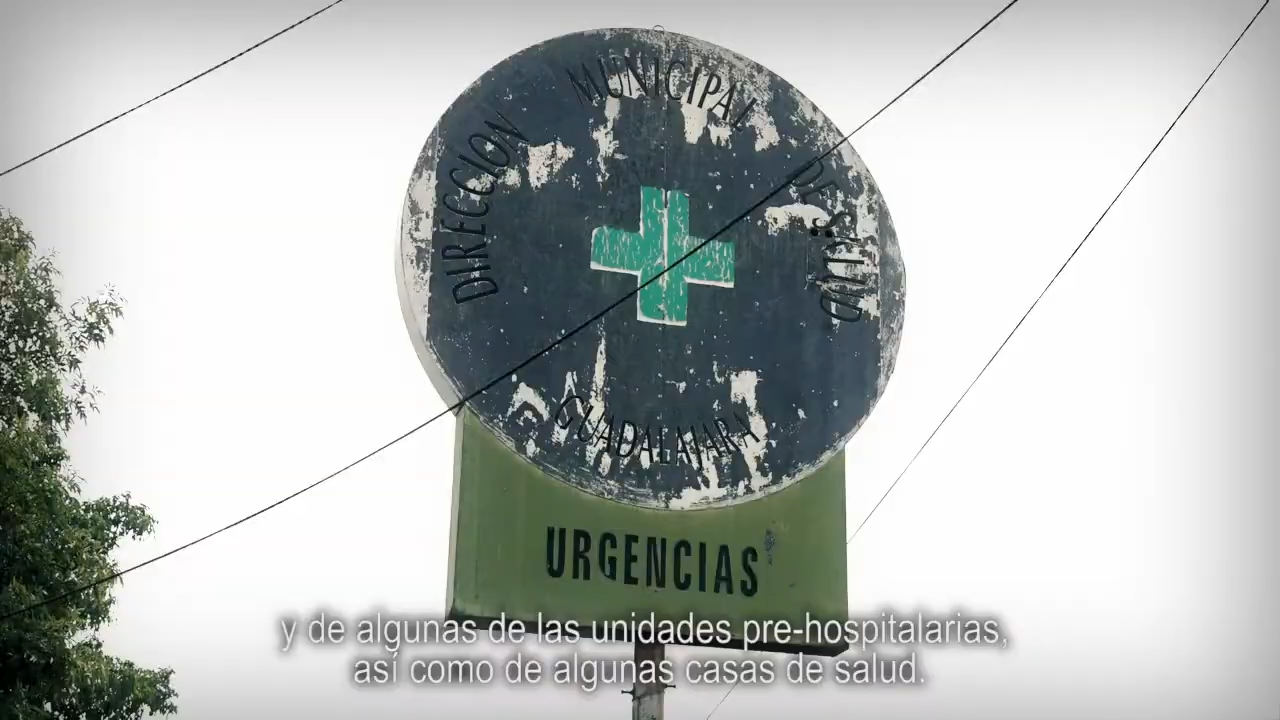 DIRECCION MUNICIPAL DE SALUD
GUADALAJARA
URGENCIAS
y de algunas de las unidades pre-hospitalarias,
así como de algunas casas de salud.